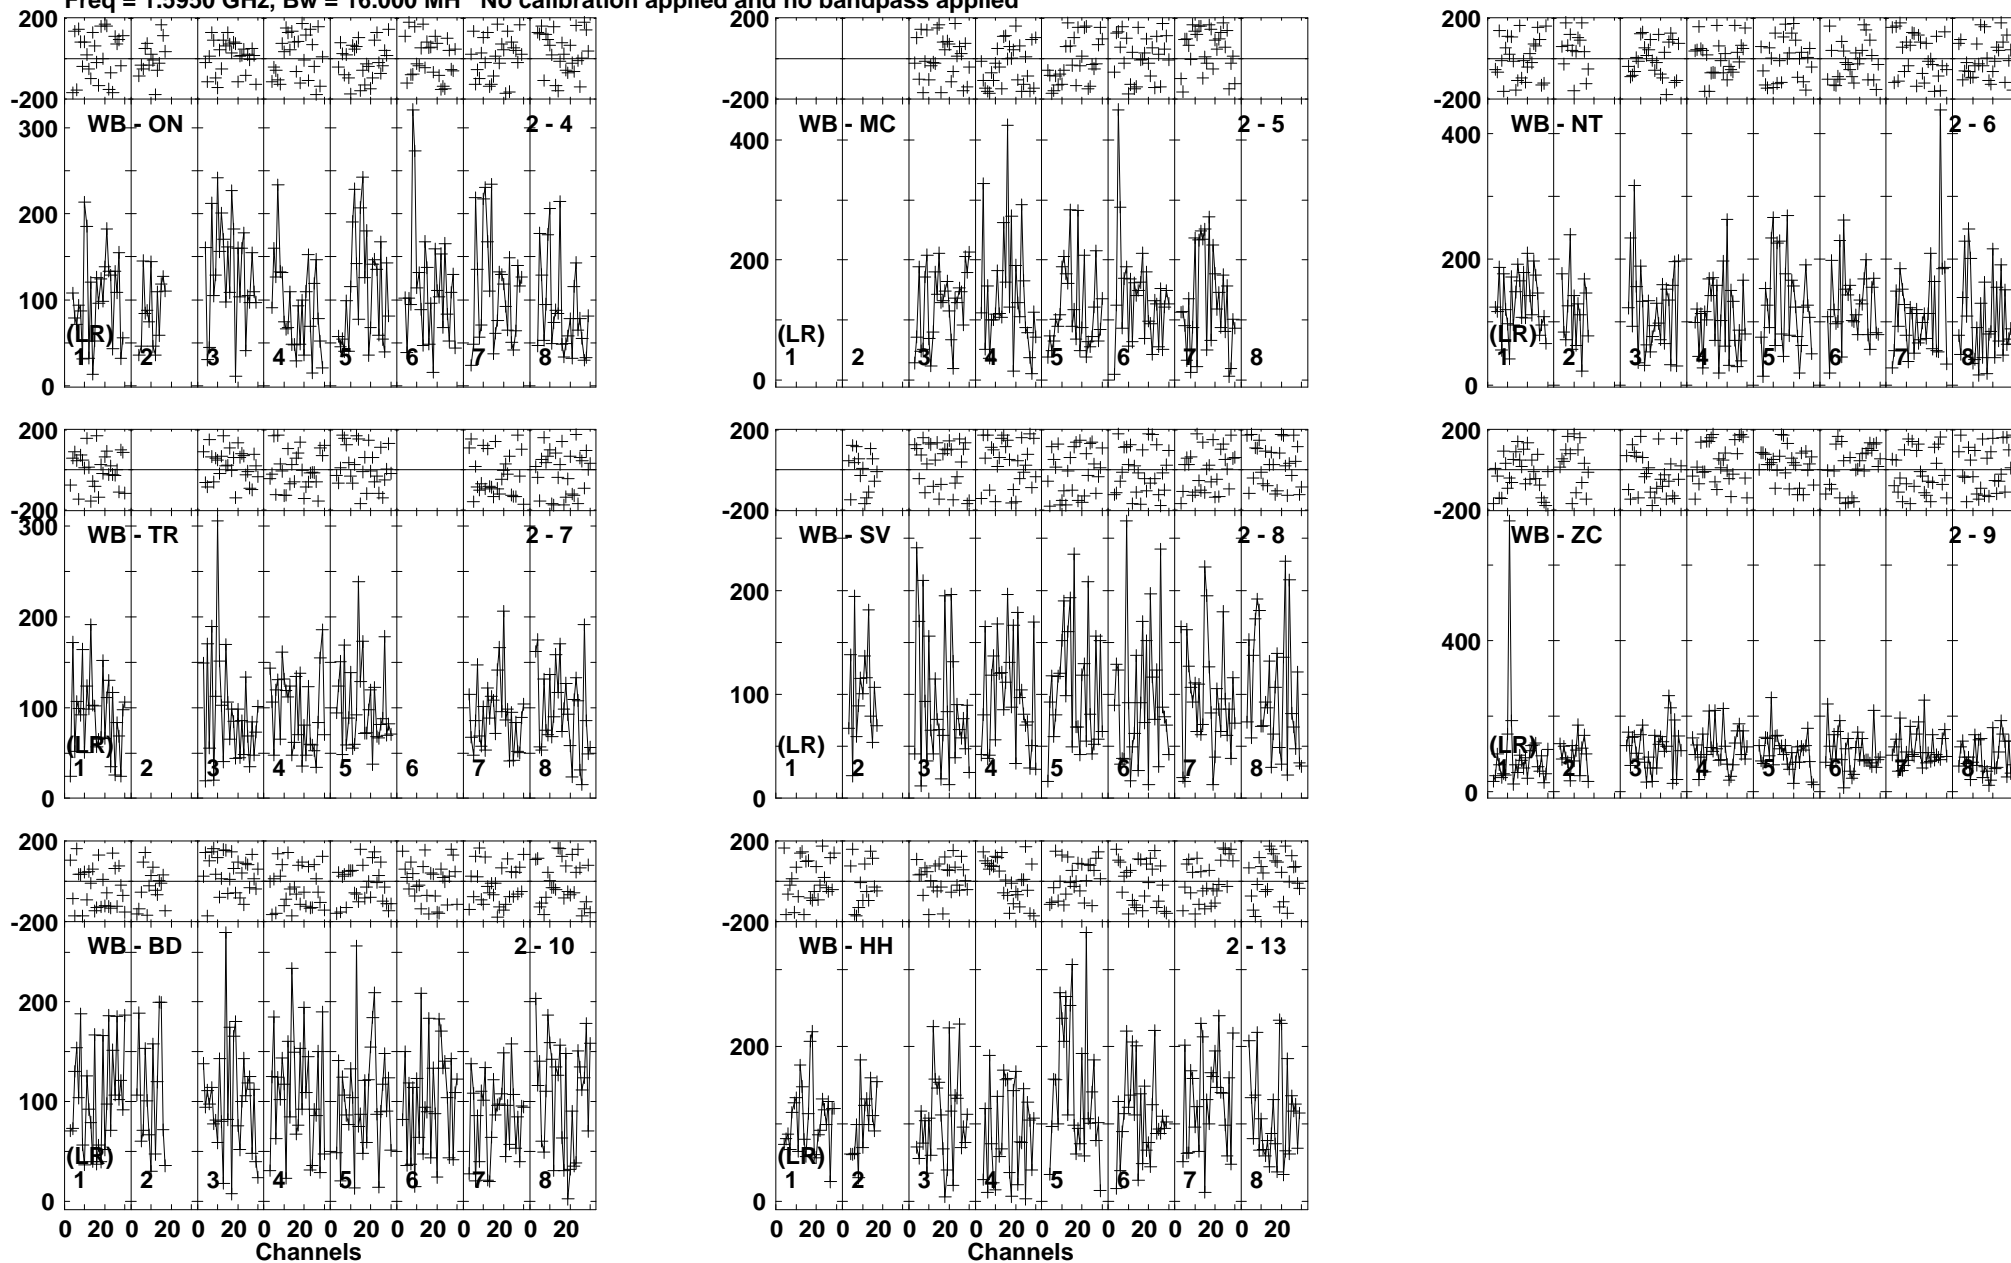 Freq = 1.5950 GHz, Bw = 16.000 MH No calibration applied and no bandpass applied
200 200 200
-200 -200 -200
WB - ON 2 - 4 WB - MC 2 - 5 WB - NT 2 - 6
300 400 400
200 200 200
100
(LR) (LR) (LR)
1 2 3 4 5 6 7 8 1 2 3 4 5 6 7 8 1 2 3 4 5 6 7 8
0 0 0
200 200 200
-200 -200 -200
WB - TR 2 - 7 WB - SV 2 - 8 WB - ZC 2 - 9
300
200 200 400
100 100
(LR) (LR) (LR)
1 2 3 4 5 6 7 8 1 2 3 4 5 6 7 8 1 2 3 4 5 6 7 8
0 0 0
200 200
-200 -200
WB - BD 2 - 10 WB - HH 2 - 13
200 200
100
(LR) (LR)
1 2 3 4 5 6 7 8 1 2 3 4 5 6 7 8
0 0
0 20 0 20 0 20 0 20 0 20 0 20 0 20 0 20 0 20 0 20 0 20 0 20 0 20 0 20 0 20 0 20
Channels Channels